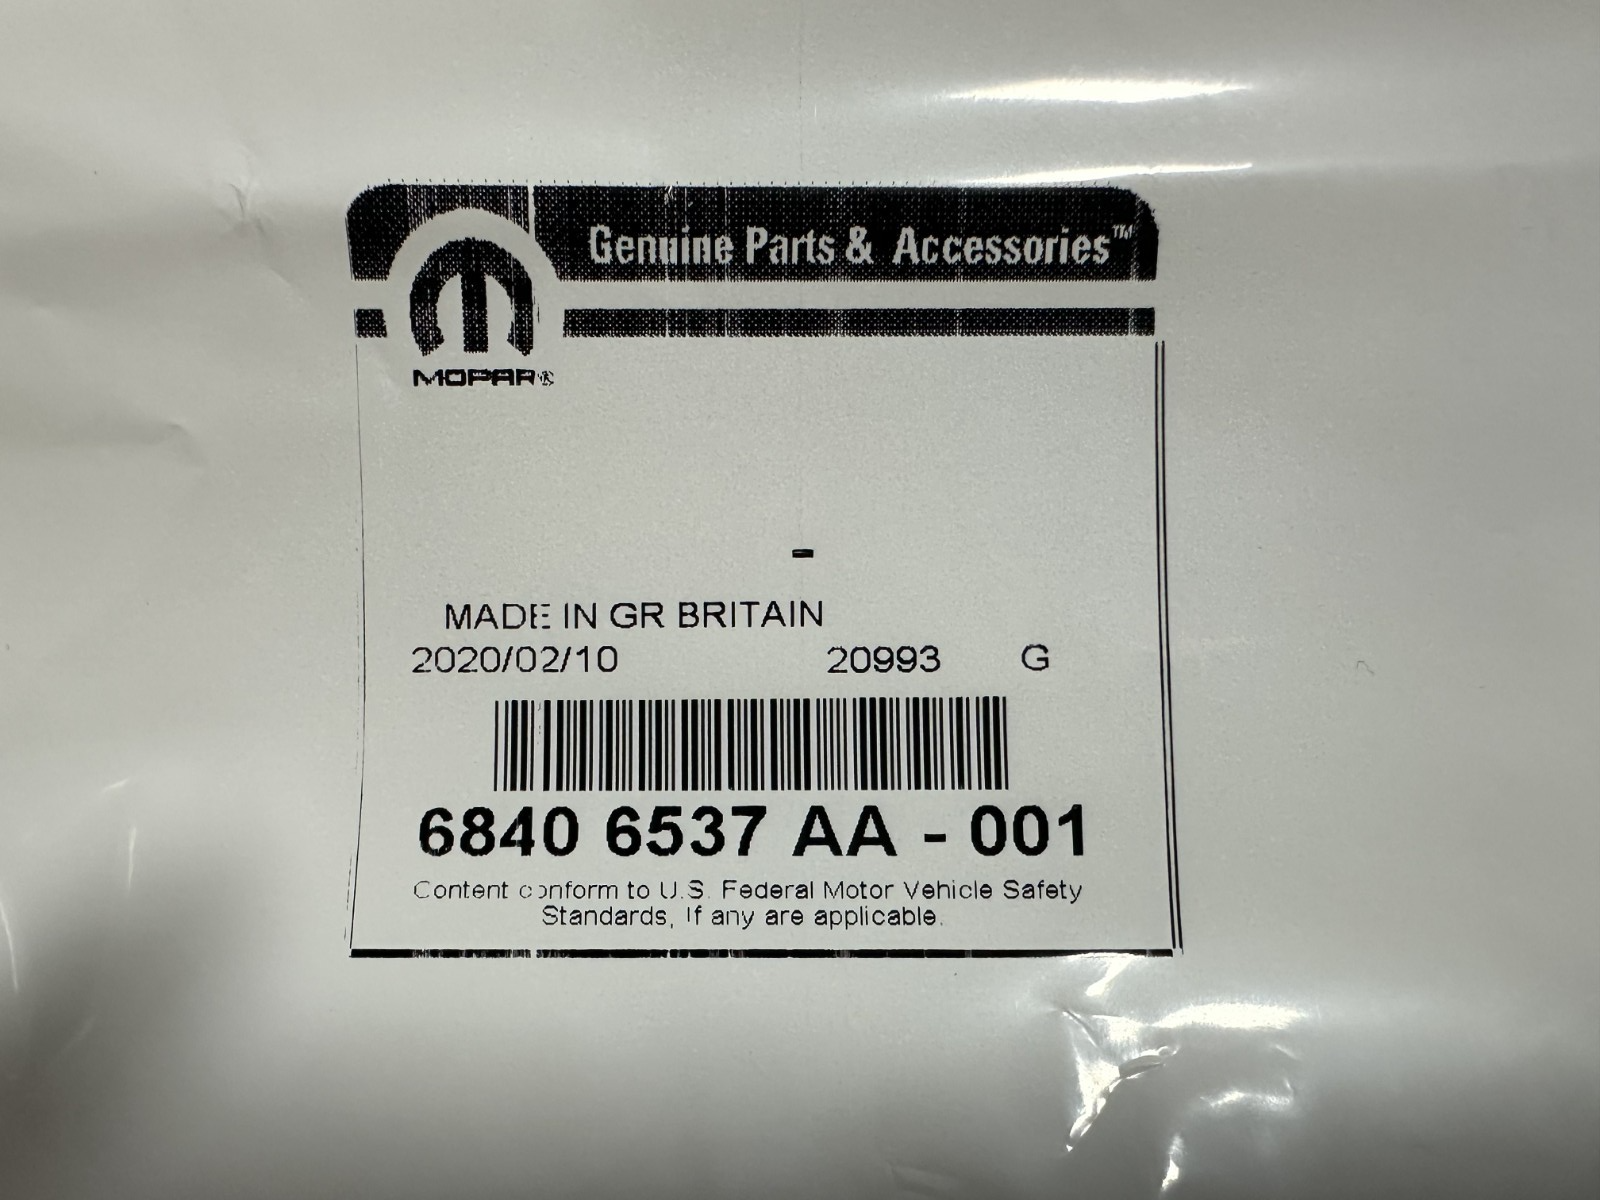 Genuine Parts & Accessories™
MOPAR®
-
MADE IN GR BRITAIN
2020/02/10 20993 G
6840 6537 AA - 001
Content conform to U.S. Federal Motor Vehicle Safety
Standards, If any are applicable.